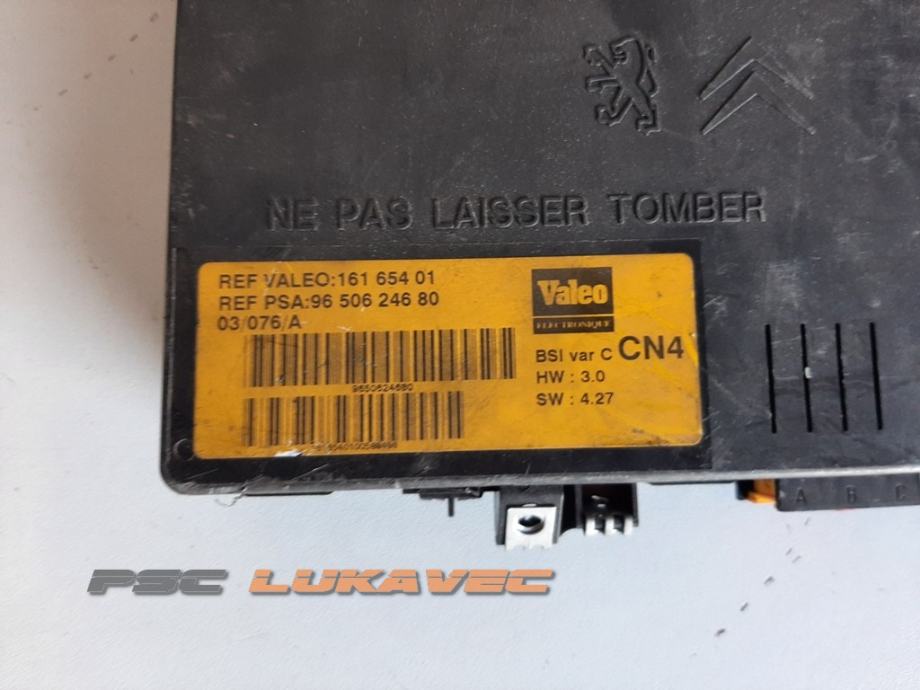 NE PAS LAISSER TOMBER
REF VALEO:161 654 01
REF PSA:96 506 246 80
03/076/A
9650624680
Valeo
ELECTRONIQUE
BSI var C CN4
HW : 3.0
SW : 4.27
A B C
PSC LUKAVEC